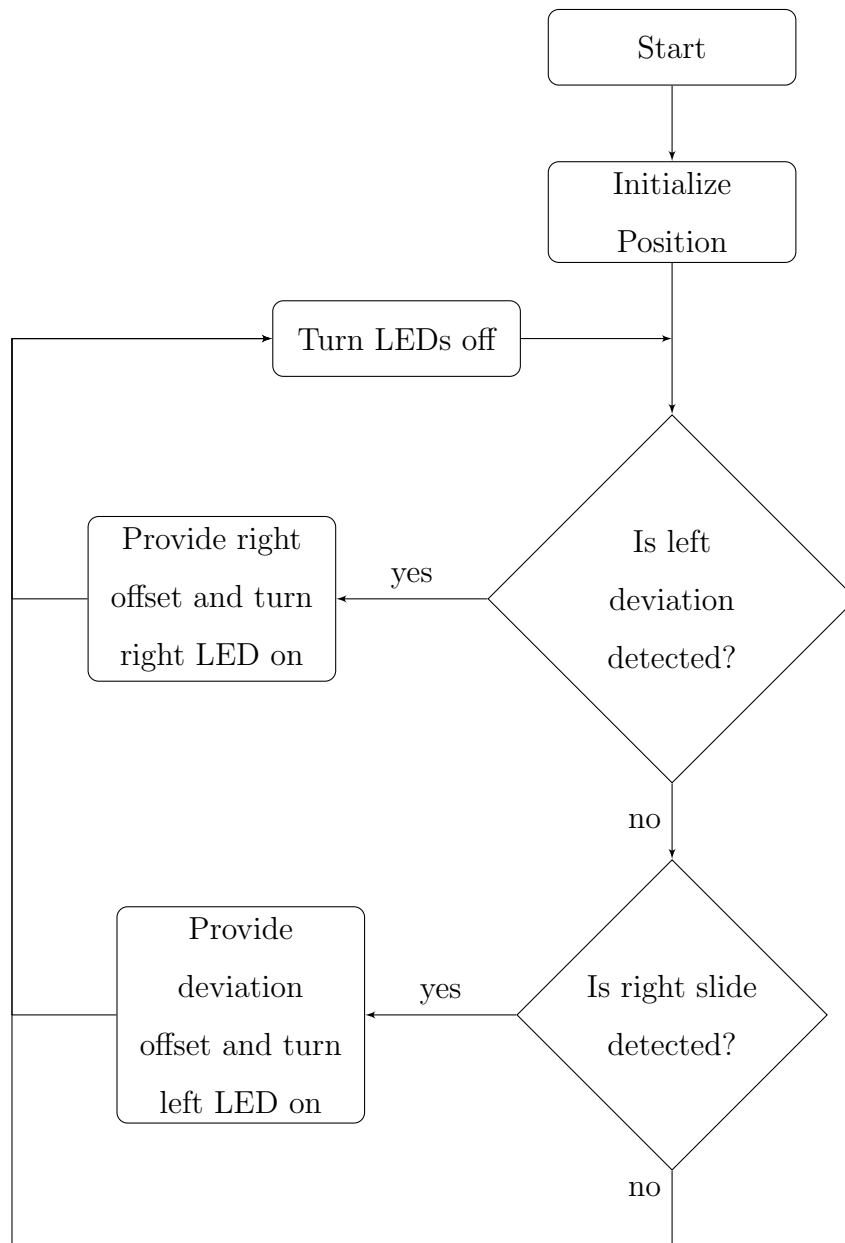 Start
Initialize
Position
Turn LEDs off
Provide right
offset and turn
right LED on
yes
Is left
deviation
detected?
no
Provide
deviation
offset and turn
left LED on
yes
Is right slide
detected?
no